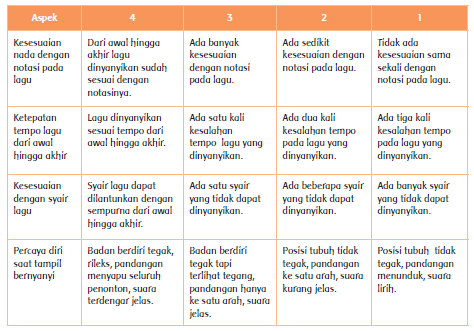 Aspek 4 3 2 1
Kesesuaian
nada dengan
notasi pada
lagu
Dari awal hingga
akhir lagu
dinyanyikan sudah
sesuai dengan
notasinya.
Ada banyak
kesesuaian
dengan notasi
pada lagu.
Ada sedikit
kesesuaian dengan
notasi pada lagu.
Tidak ada
kesesuaian sama
sekali dengan
notasi pada lagu.
Ketepatan
tempo lagu
dari awal
hingga akhir
Lagu dinyanyikan
sesuai tempo dari
awal hingga akhir.
Ada satu kali
kesalahan
tempo lagu yang
dinyanyikan.
Ada dua kali
kesalahan tempo
pada lagu yang
dinyanyikan.
Ada tiga kali
kesalahan tempo
pada lagu yang
dinyanyikan.
Kesesuaian
dengan syair
lagu
Syair lagu dapat
dilantunkan dengan
sempurna dari awal
hingga akhir.
Ada satu syair
yang tidak dapat
dinyanyikan.
Ada beberapa syair
yang tidak dapat
dinyanyikan.
Ada banyak syair
yang tidak dapat
dinyanyikan.
Percaya diri
saat tampil
bernyanyi
Badan berdiri tegak,
rileks, pandangan
menyapu seluruh
penonton, suara
terdengar jelas.
Badan berdiri
tegak tapi
terlihat tegang,
pandangan hanya
ke satu arah, suara
jelas.
Posisi tubuh tidak
tegak, pandangan
ke satu arah, suara
kurang jelas.
Posisi tubuh tidak
tegak, pandangan
menunduk, suara
lirih.